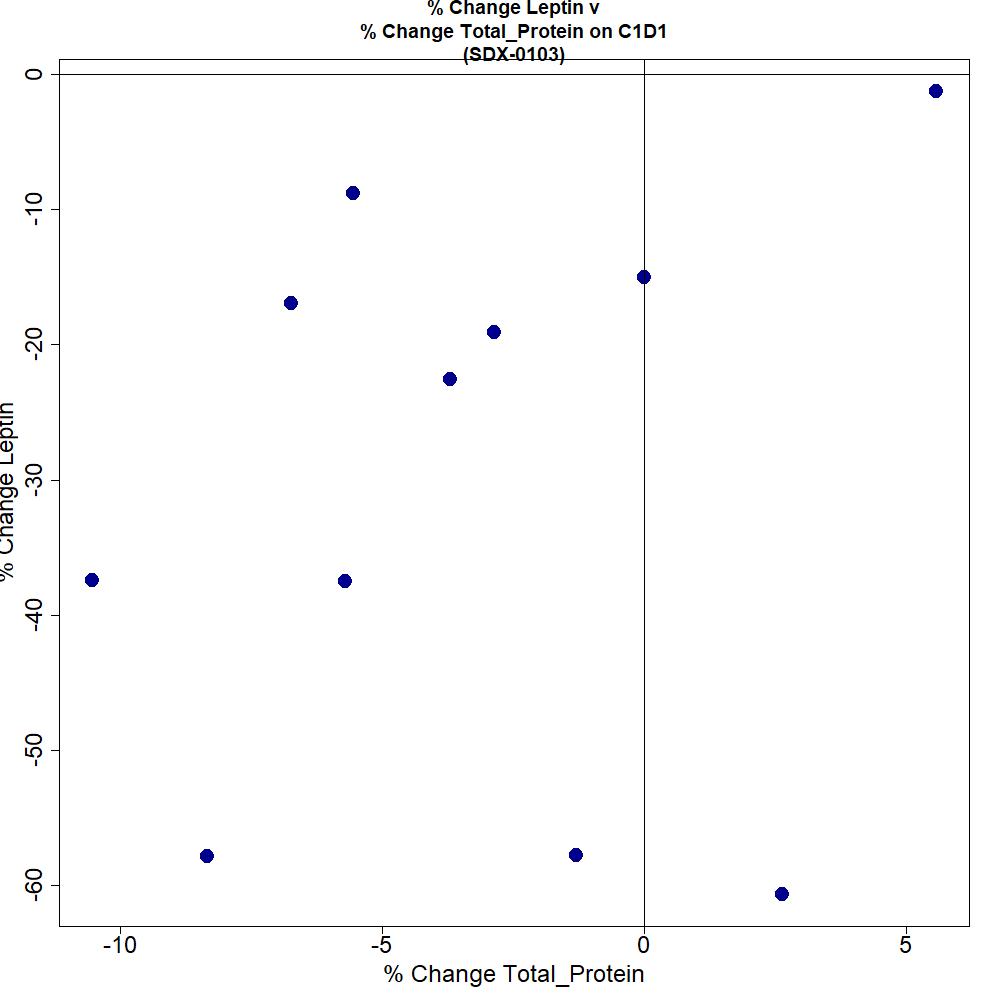 % Change Leptin v
% Change Total_Protein on C1D1
(SDX-0103)
% Change Leptin
0
-10
-20
-30
-40
-50
-60
-10
-5
0
5
% Change Total_Protein